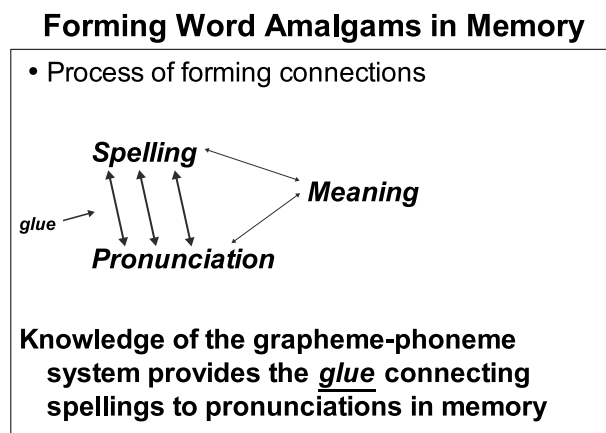 Forming Word Amalgams in Memory
• Process of forming connections
Spelling
Meaning
glue
Pronunciation
Knowledge of the grapheme-phoneme
system provides the glue connecting
spellings to pronunciations in memory